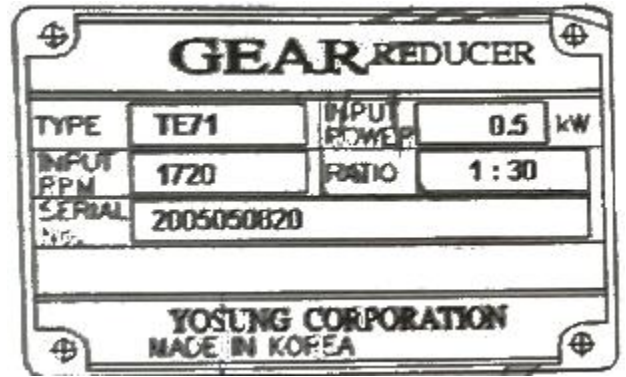 GEAR REDUCER
TYPE TE71 INPUT POWER 0.5 kW
INPUT RPM 1720 RATIO 1 : 30
SERIAL No. 2005050820
YOSUNG CORPORATION
MADE IN KOREA